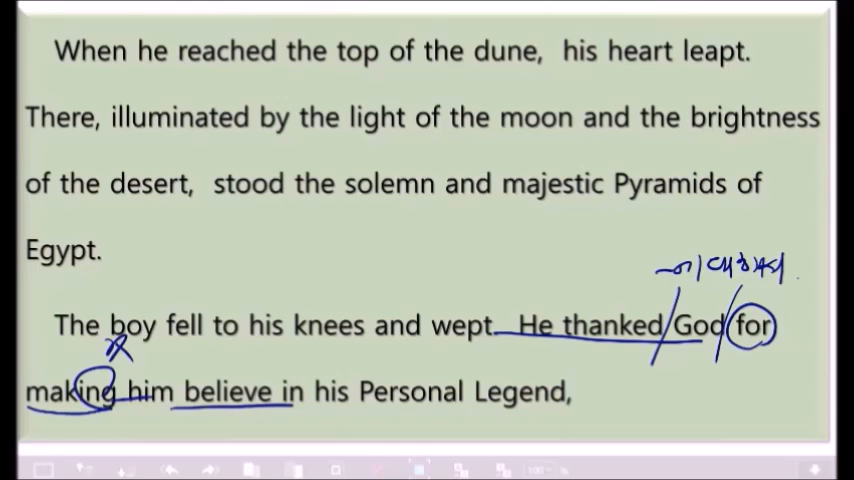 When he reached the top of the dune, his heart leapt.
There, illuminated by the light of the moon and the brightness
of the desert, stood the solemn and majestic Pyramids of
Egypt.
~에 대해서
The boy fell to his knees and wept. He thanked God for
making him believe in his Personal Legend,